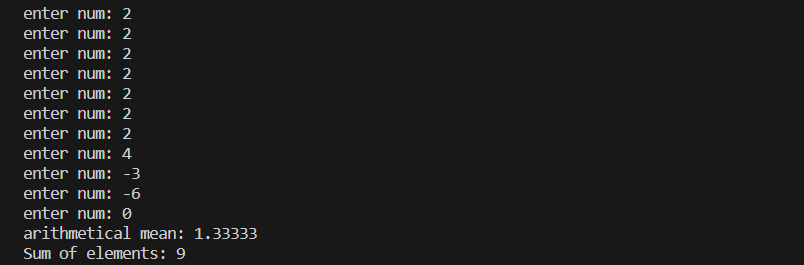 enter num: 2
enter num: 2
enter num: 2
enter num: 2
enter num: 2
enter num: 2
enter num: 2
enter num: 4
enter num: -3
enter num: -6
enter num: 0
arithmetical mean: 1.33333
Sum of elements: 9